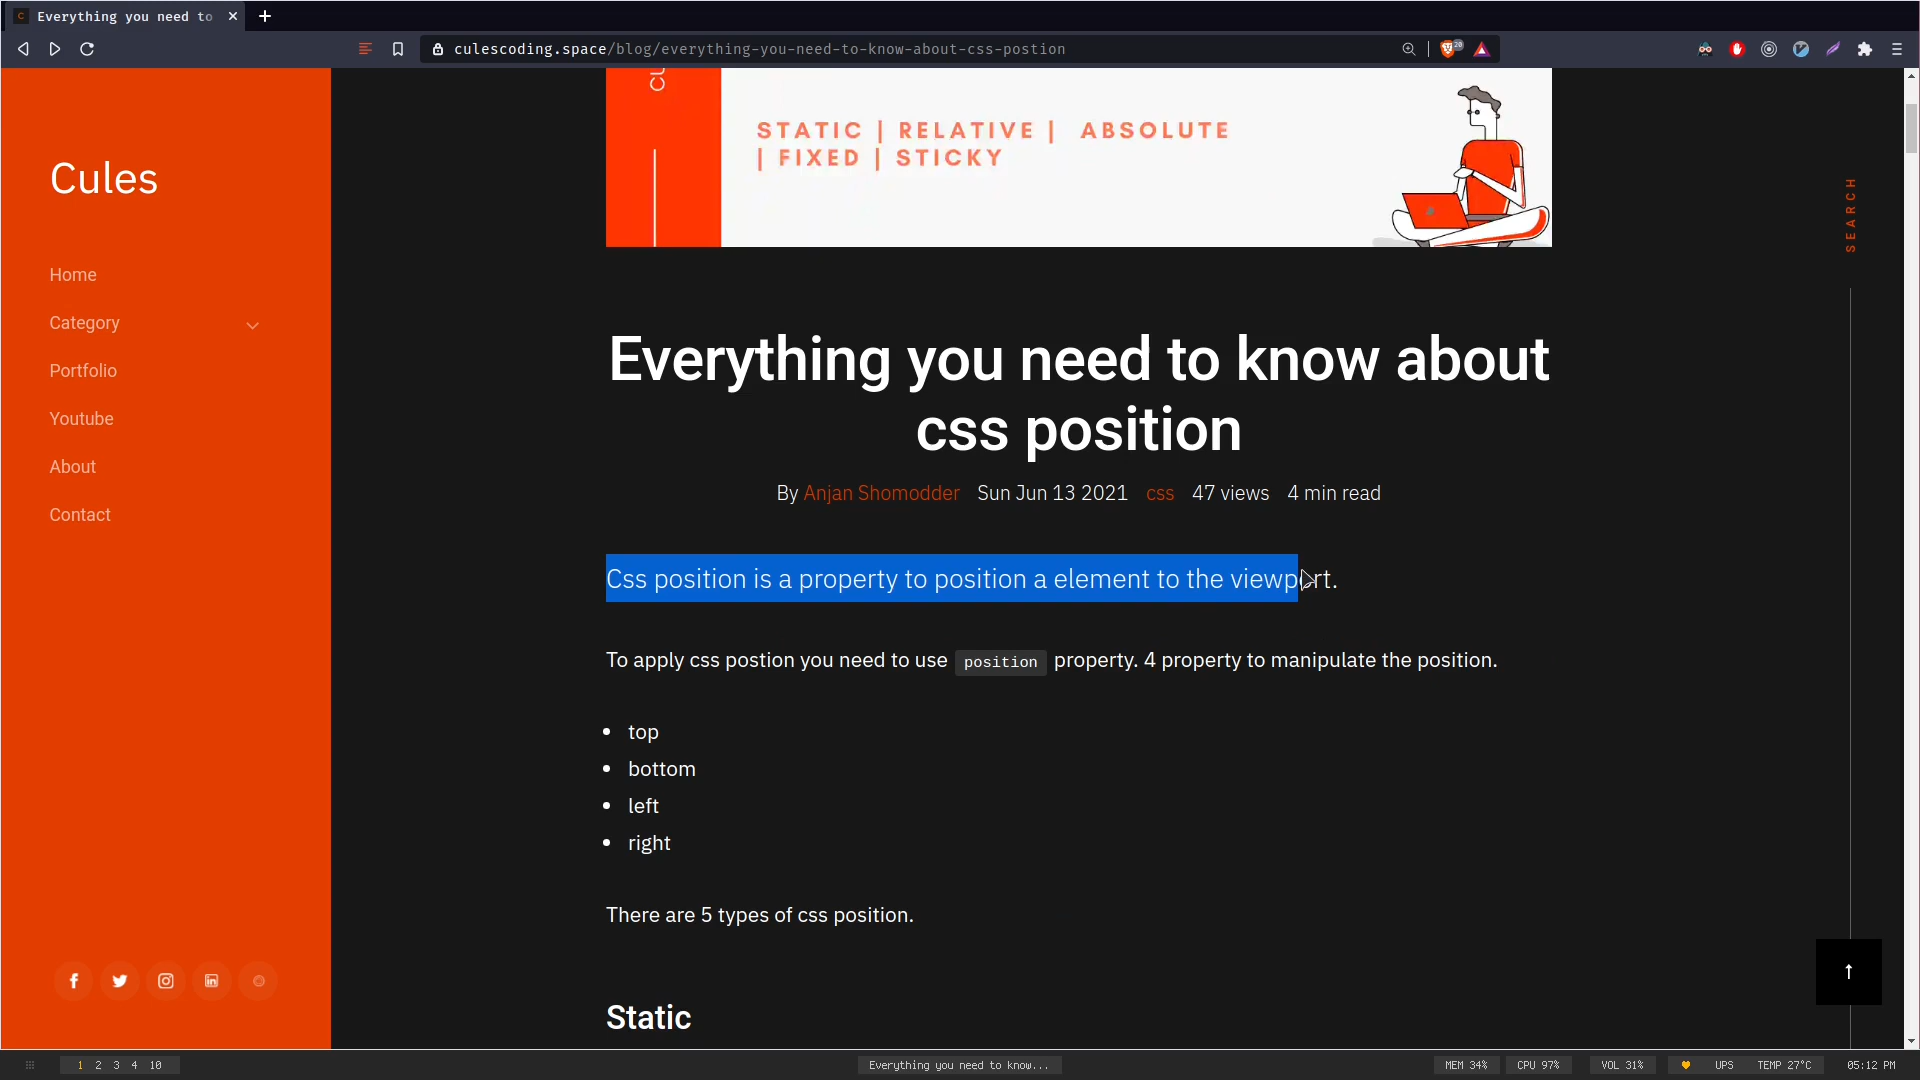 C Everything you need to
culescoding.space/blog/everything-you-need-to-know-about-css-postion
20
Cules
Home
Category
Portfolio
Youtube
About
Contact
CU
STATIC | RELATIVE | ABSOLUTE
| FIXED | STICKY
SEARCH
Everything you need to know about
css position
By Anjan Shomodder Sun Jun 13 2021 css 47 views 4 min read
Css position is a property to position a element to the viewport.
To apply css postion you need to use position property. 4 property to manipulate the position.
• top
• bottom
• left
• right
There are 5 types of css position.
Static
↑
1 2 3 4 10
Everything you need to know...
MEM 34% CPU 97% VOL 31% UPS TEMP 27°C 05:12 PM